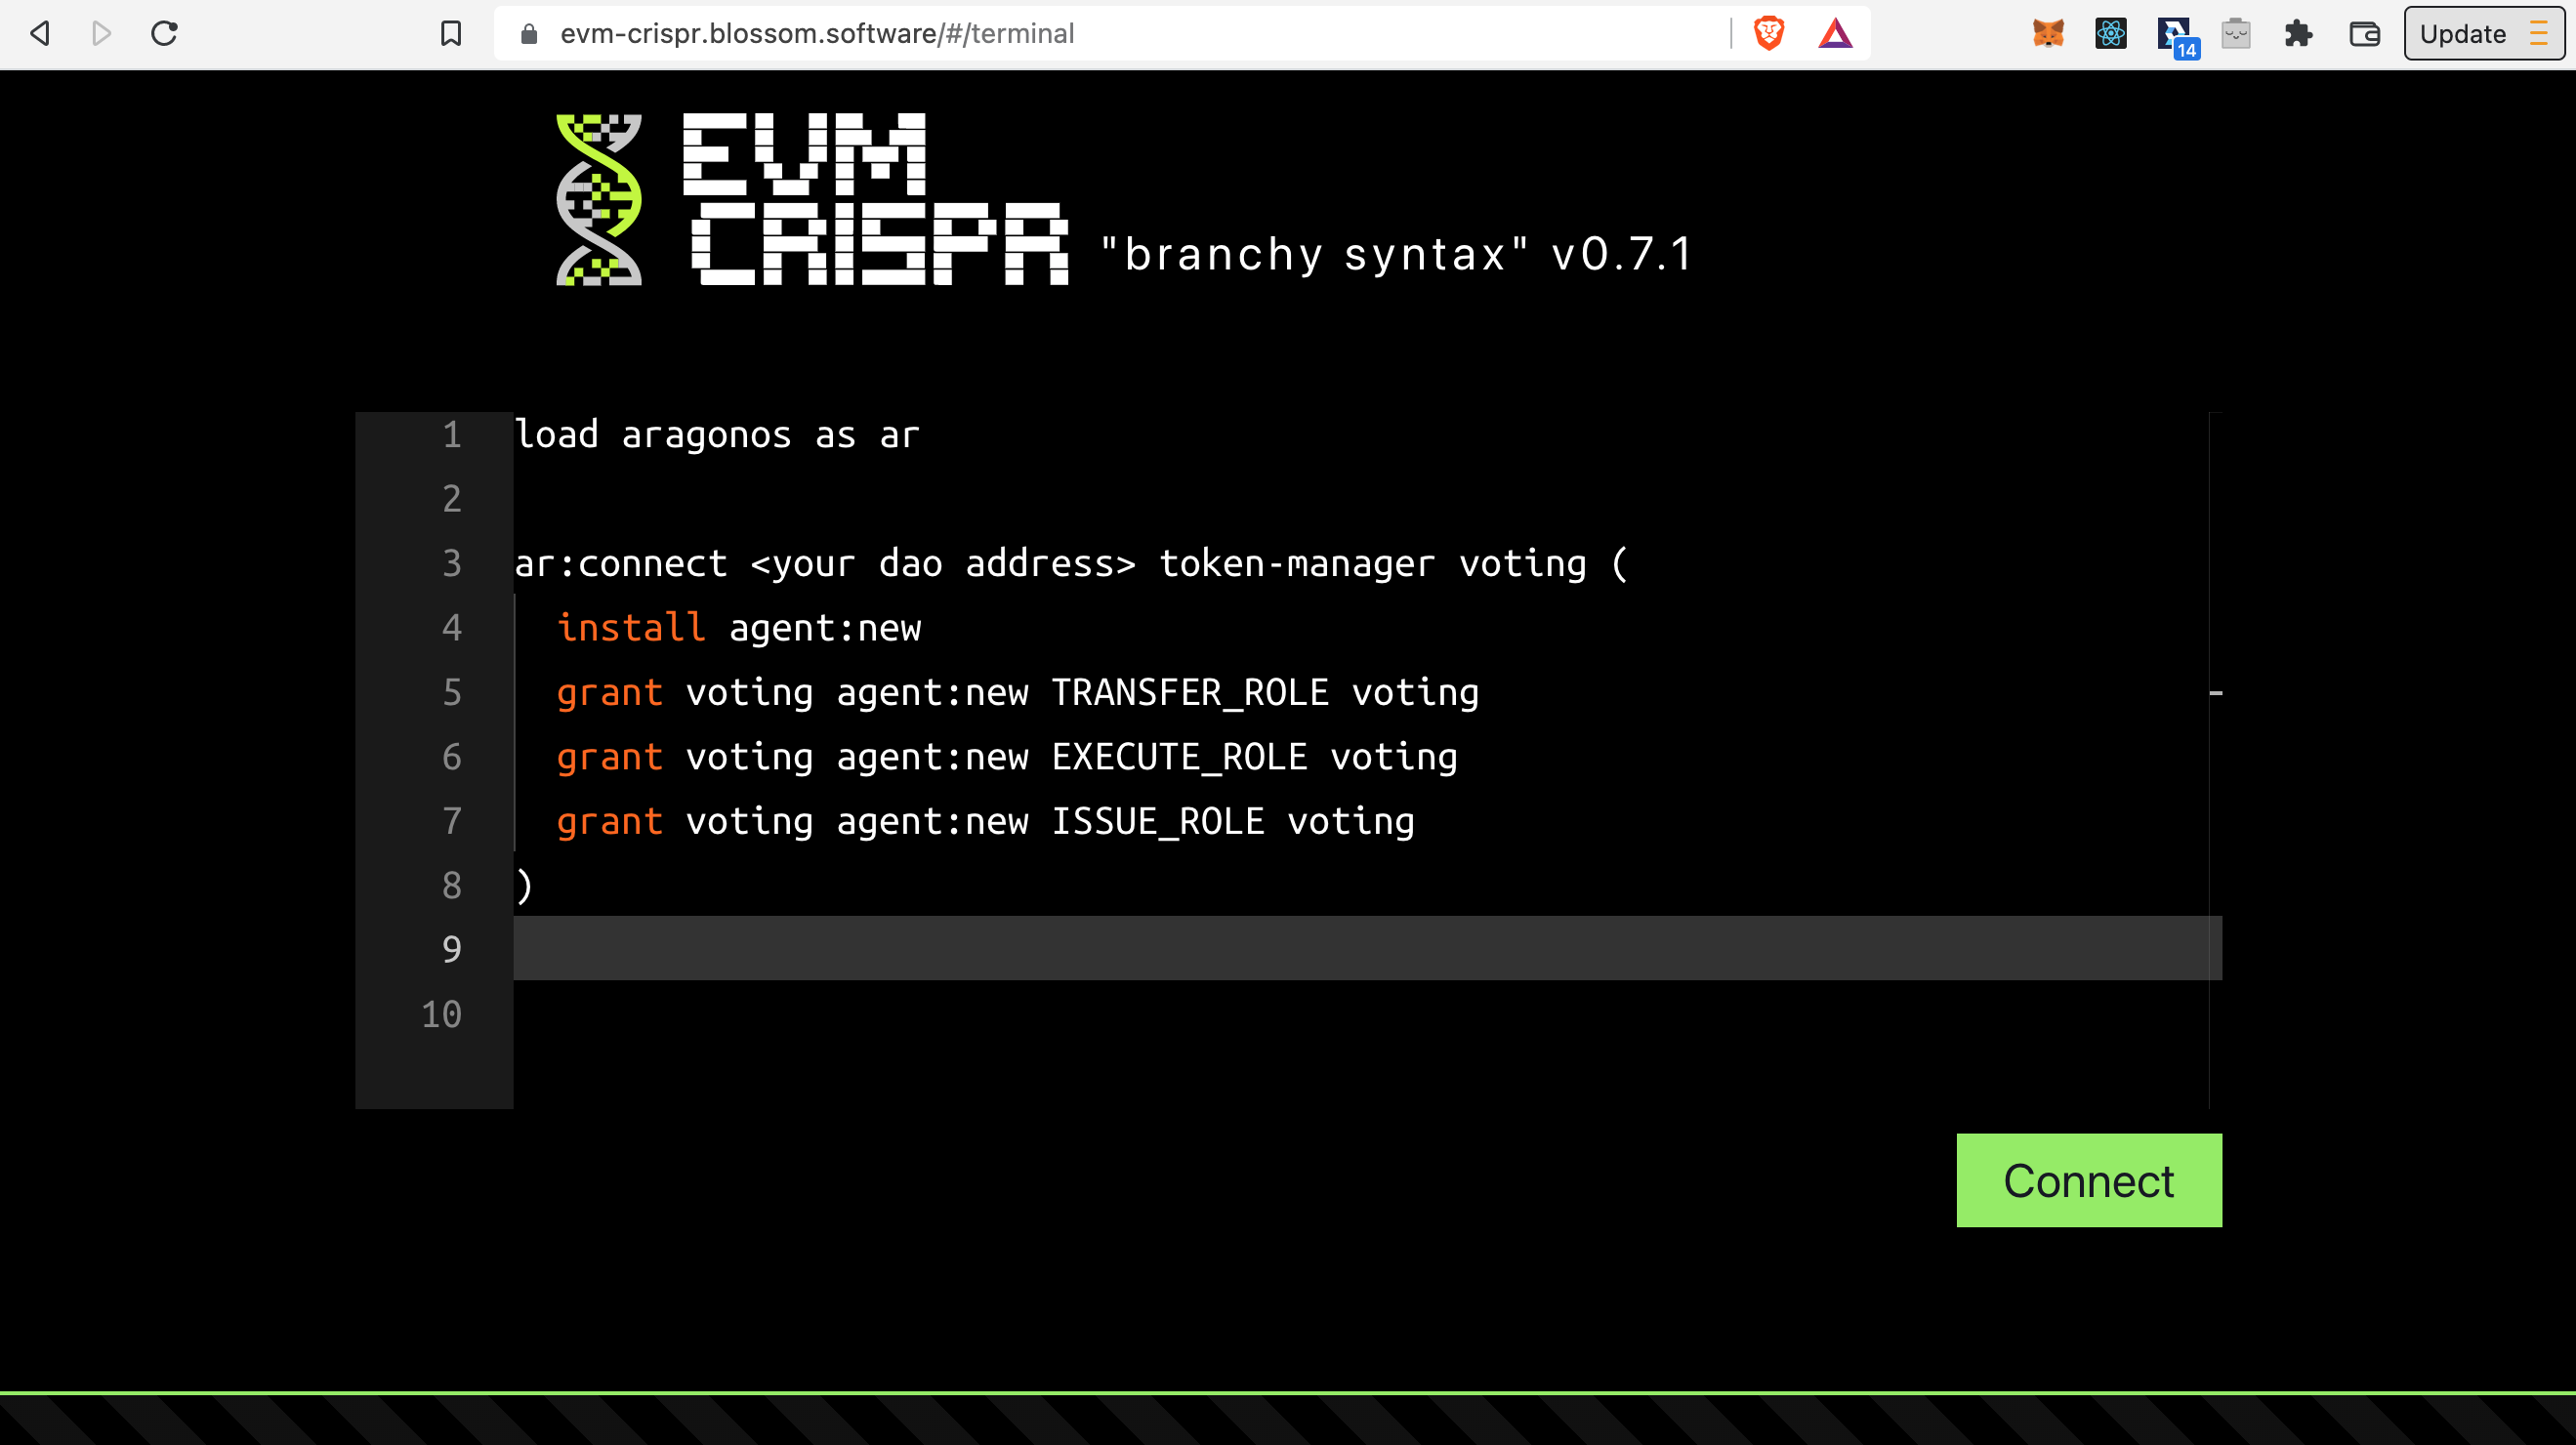 evm-crispr.blossom.software/#/terminal
14
Update
EVM
CRISPR "branchy syntax" v0.7.1
1 load aragonos as ar
2
3 ar:connect <your dao address> token-manager voting (
4 install agent:new
5 grant voting agent:new TRANSFER_ROLE voting
6 grant voting agent:new EXECUTE_ROLE voting
7 grant voting agent:new ISSUE_ROLE voting
8 )
9
10
Connect